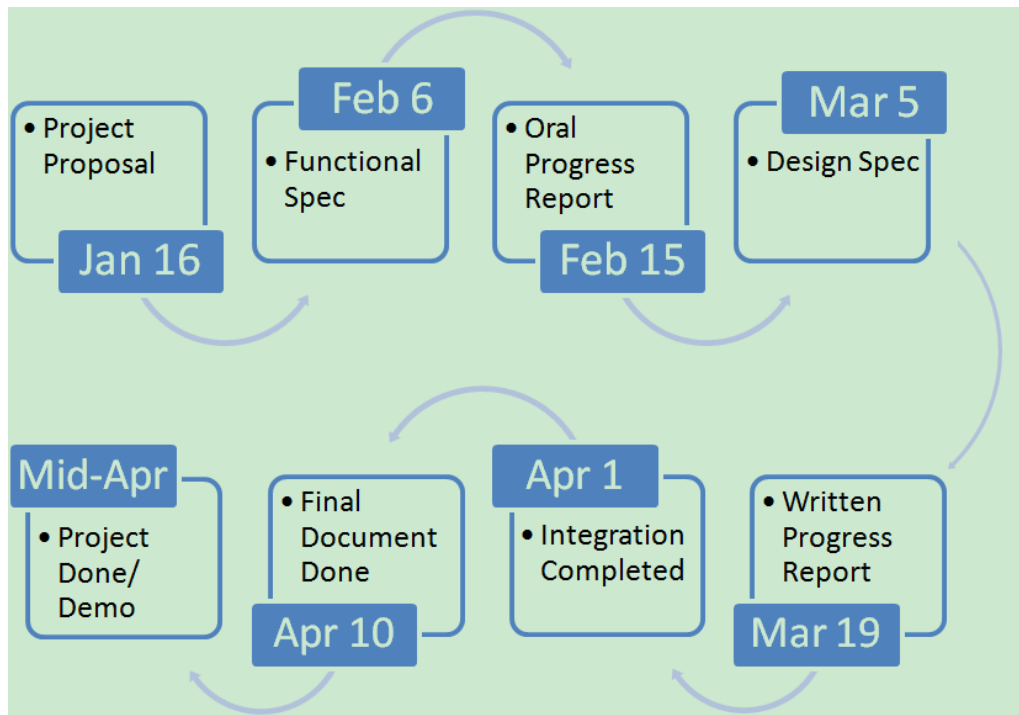 • Project
Proposal
Jan 16
Feb 6
• Functional
Spec
• Oral
Progress
Report
Feb 15
Mar 5
• Design Spec
• Written
Progress
Report
Mar 19
Apr 1
• Integration
Completed
• Final
Document
Done
Apr 10
Mid-Apr
• Project
Done/
Demo